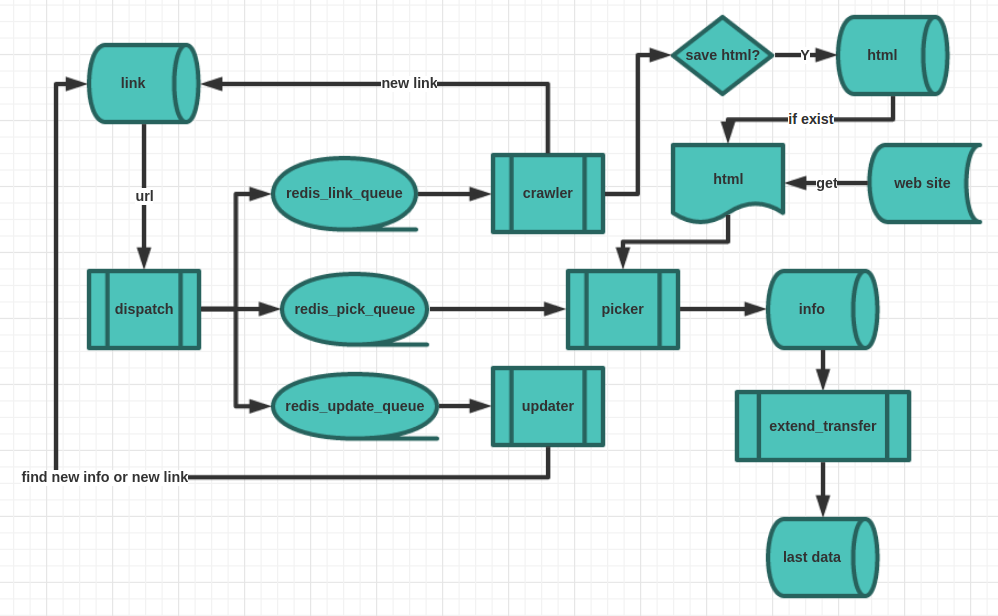 save html?
Y
html
link
new link
if exist
html
get
web site
url
redis_link_queue
crawler
dispatch
redis_pick_queue
picker
info
redis_update_queue
updater
extend_transfer
find new info or new link
last data